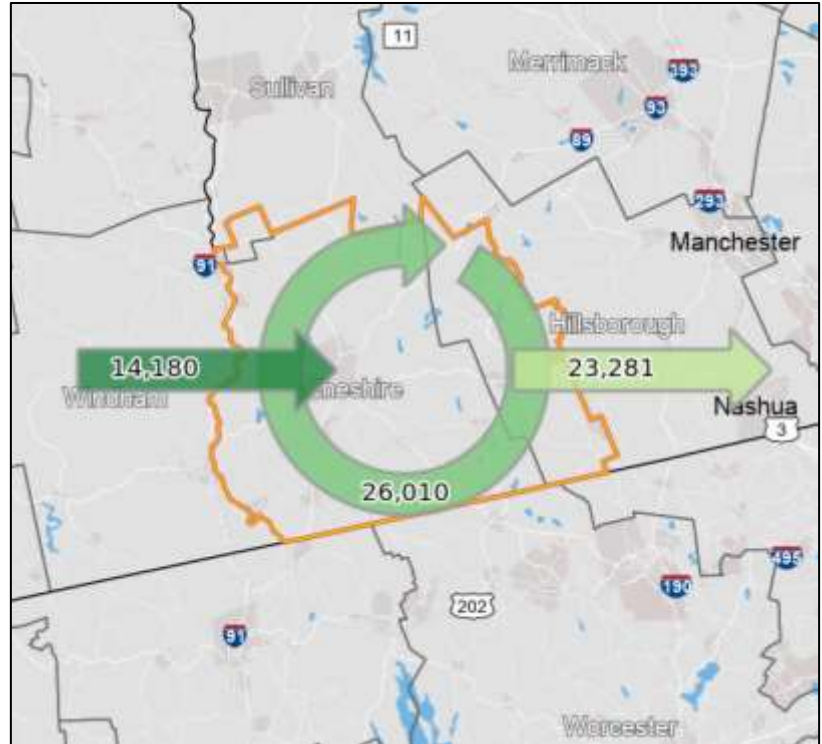 11
Merrimack
393
Sullivan
93
89
293
Manchester
91
Hillsborough
14,180
23,281
Windham
Cheshire
Nashua
3
26,010
495
190
202
91
Worcester